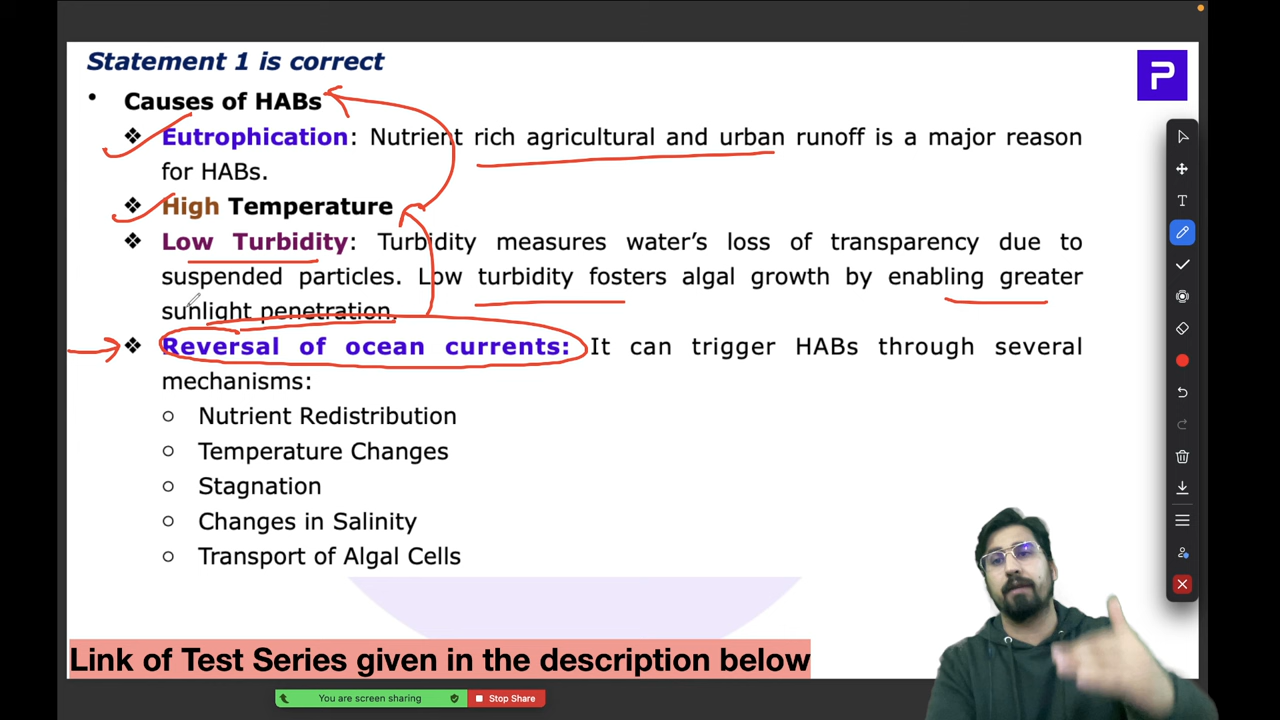 Statement 1 is correct
• Causes of HABs
❖ Eutrophication: Nutrient rich agricultural and urban runoff is a major reason
for HABs.
❖ High Temperature
❖ Low Turbidity: Turbidity measures water's loss of transparency due to
suspended particles. Low turbidity fosters algal growth by enabling greater
sunlight penetration.
❖ Reversal of ocean currents: It can trigger HABs through several
mechanisms:
○ Nutrient Redistribution
○ Temperature Changes
○ Stagnation
○ Changes in Salinity
○ Transport of Algal Cells
Link of Test Series given in the description below
You are screen sharing
Stop Share
P
T